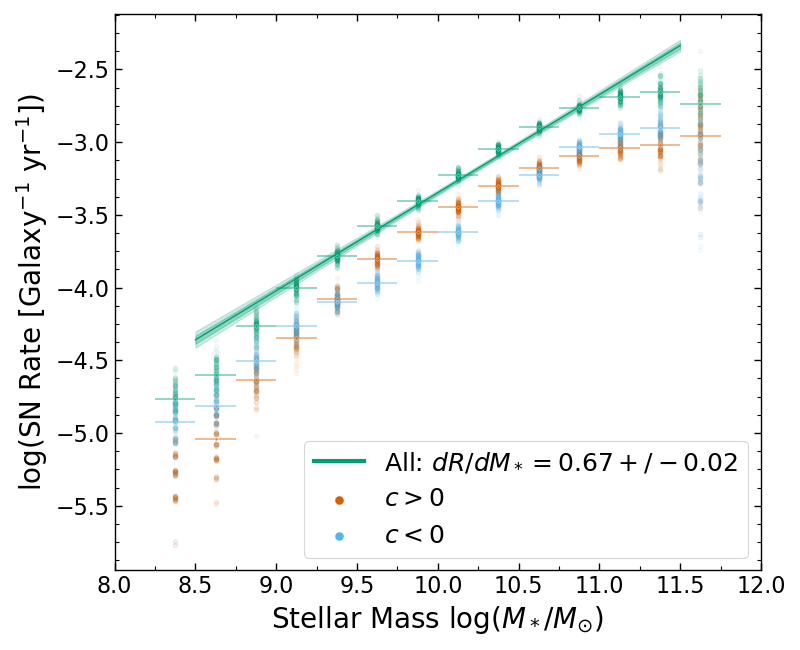 −2.5
−3.0
−3.5
−4.0
−4.5
−5.0
−5.5
log(SN Rate [Galaxy⁻¹ yr⁻¹])
All: dR/dM* = 0.67 + / − 0.02
c > 0
c < 0
8.0 8.5 9.0 9.5 10.0 10.5 11.0 11.5 12.0
Stellar Mass log(M*/M⊙)